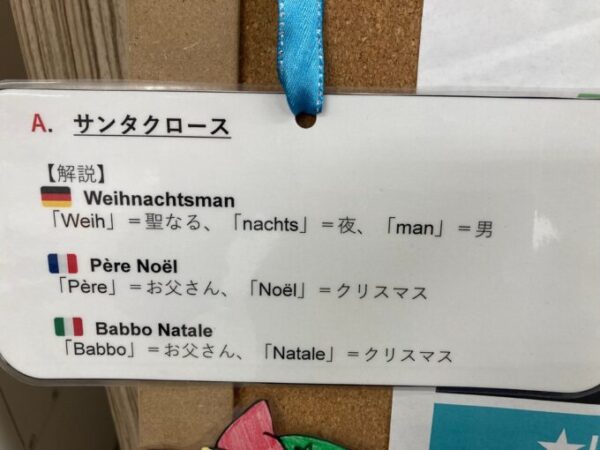 A. サンタクロース
【解説】
Weihnachtsman
「Weih」＝聖なる、「nachts」＝夜、「man」＝男
Père Noël
「Père」＝お父さん、「Noël」＝クリスマス
Babbo Natale
「Babbo」＝お父さん、「Natale」＝クリスマス